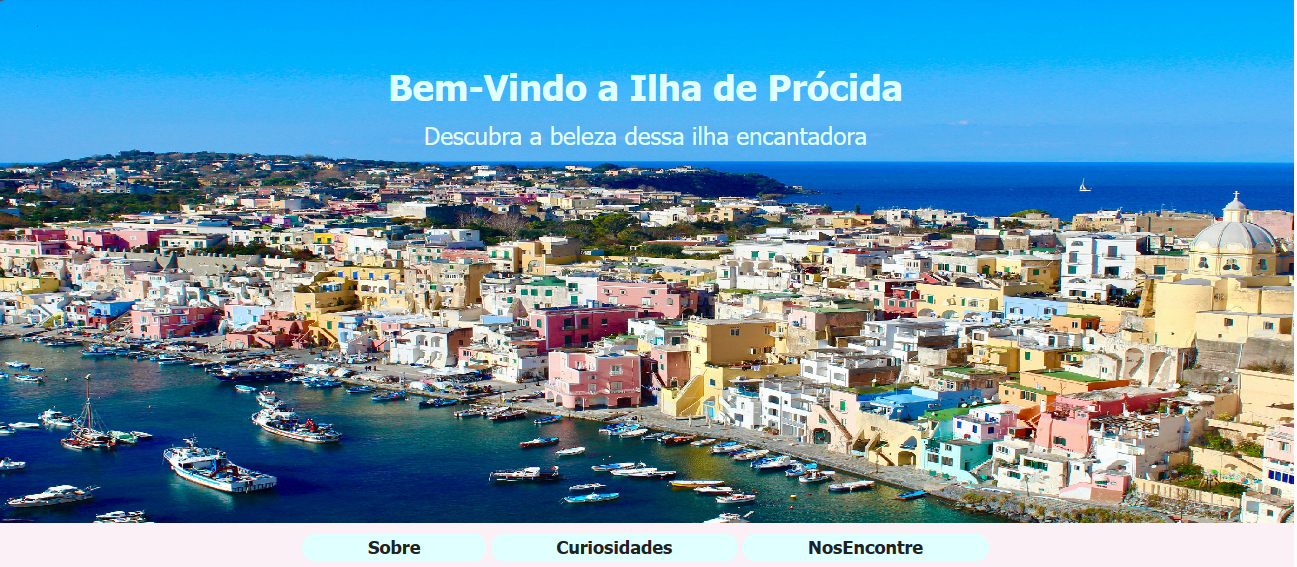 Bem-Vindo a Ilha de Prócida
Descubra a beleza dessa ilha encantadora
Sobre
Curiosidades
NosEncontre